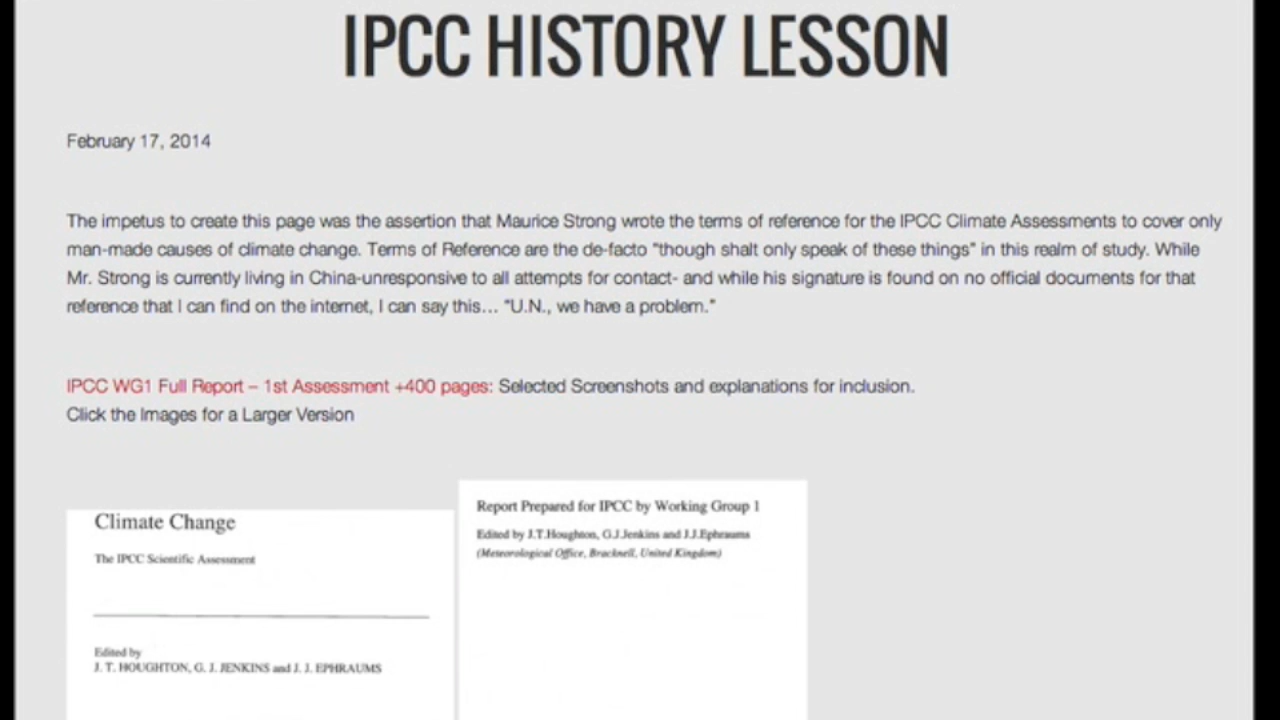 IPCC HISTORY LESSON
February 17, 2014
The impetus to create this page was the assertion that Maurice Strong wrote the terms of reference for the IPCC Climate Assessments to cover only
man-made causes of climate change. Terms of Reference are the de-facto "though shalt only speak of these things" in this realm of study. While
Mr. Strong is currently living in China-unresponsive to all attempts for contact- and while his signature is found on no official documents for that
reference that I can find on the internet, I can say this... "U.N., we have a problem."
IPCC WG1 Full Report – 1st Assessment +400 pages: Selected Screenshots and explanations for inclusion.
Click the Images for a Larger Version
Climate Change
The IPCC Scientific Assessment
Edited by
J. T. HOUGHTON, G. J. JENKINS and J. J. EPHRAUMS
Report Prepared for IPCC by Working Group 1
Edited by J.T.Houghton, G.J.Jenkins and J.J.Ephraums
(Meteorological Office, Bracknell, United Kingdom)